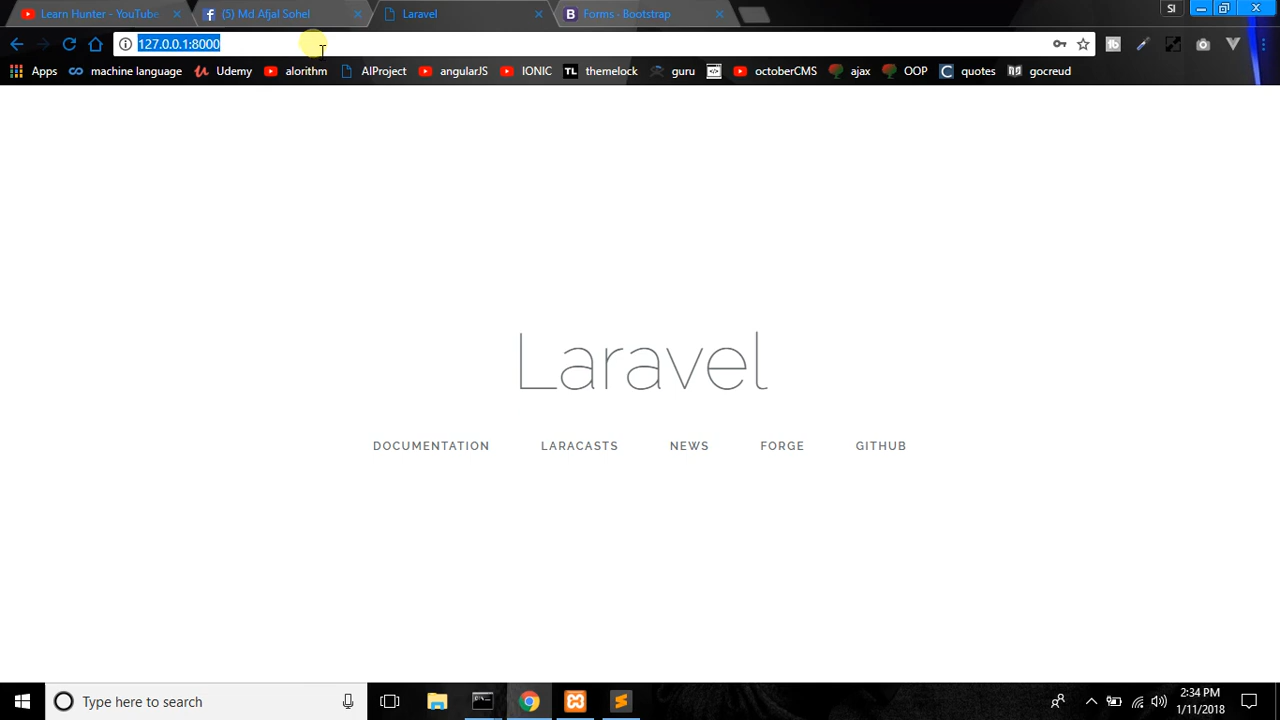 Learn Hunter - YouTube
(5) Md Afjal Sohel
Laravel
Forms - Bootstrap
SI
127.0.0.1:8000
Apps
machine language
Udemy
alorithm
AIProject
angularJS
IONIC
TL themelock
guru
octoberCMS
ajax
OOP
quotes
gocreud
Laravel
DOCUMENTATION LARACASTS NEWS FORGE GITHUB
Type here to search
2:34 PM
1/11/2018